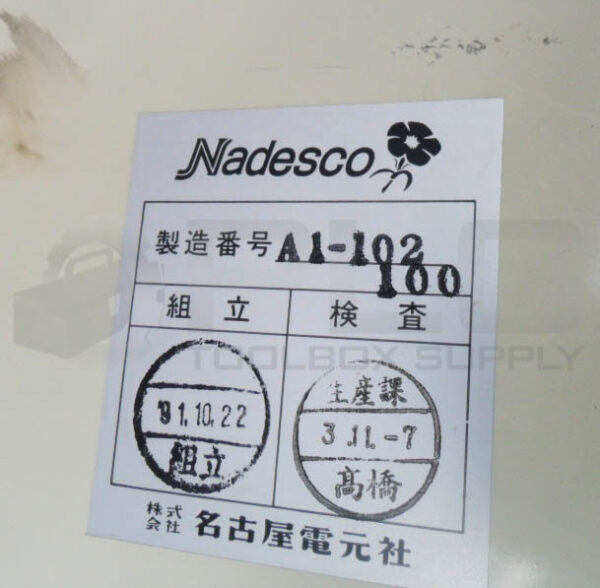 Nadesco
製造番号 A1-102
100
組立 検査
'91.10.22
組立
生産課
3.11.-7
高橋
TOOLBOX SUPPLY
株式会社 名古屋電元社